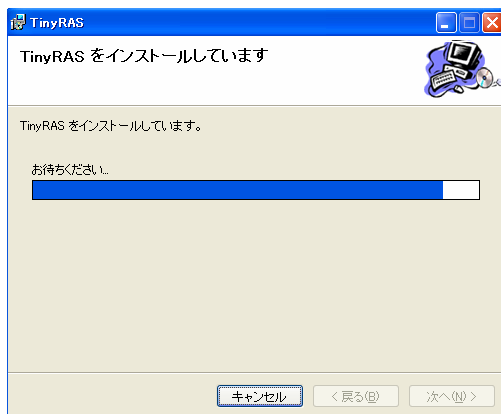 TinyRAS
TinyRAS をインストールしています
TinyRAS をインストールしています。
お待ちください...
キャンセル
< 戻る(B)
次へ(N) >